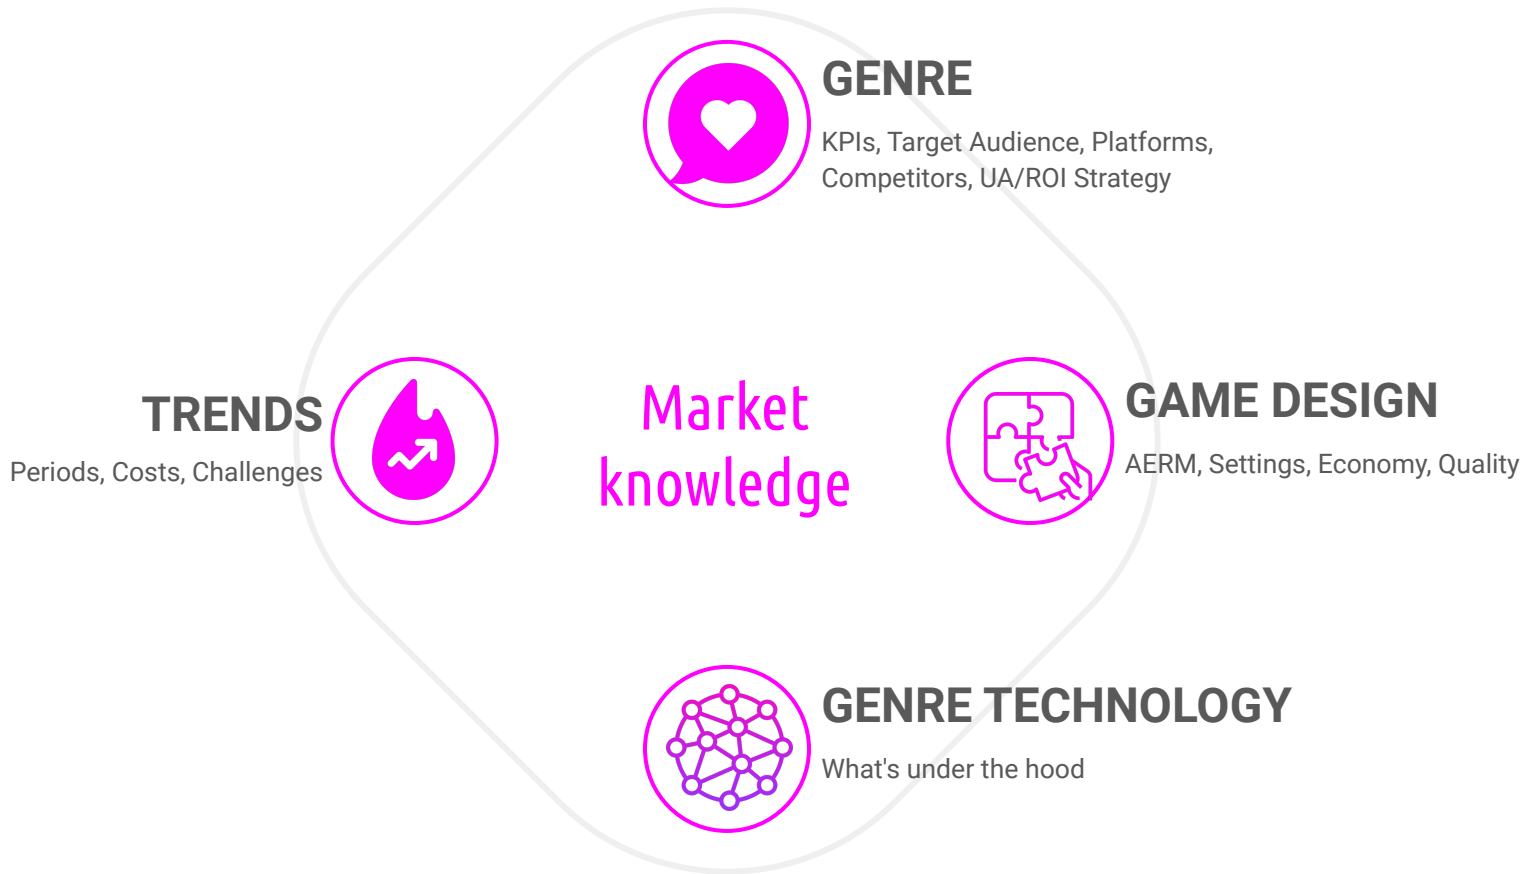 GENRE
KPIs, Target Audience, Platforms,
Competitors, UA/ROI Strategy
TRENDS
Periods, Costs, Challenges
Market
knowledge
GAME DESIGN
AERM, Settings, Economy, Quality
GENRE TECHNOLOGY
What's under the hood